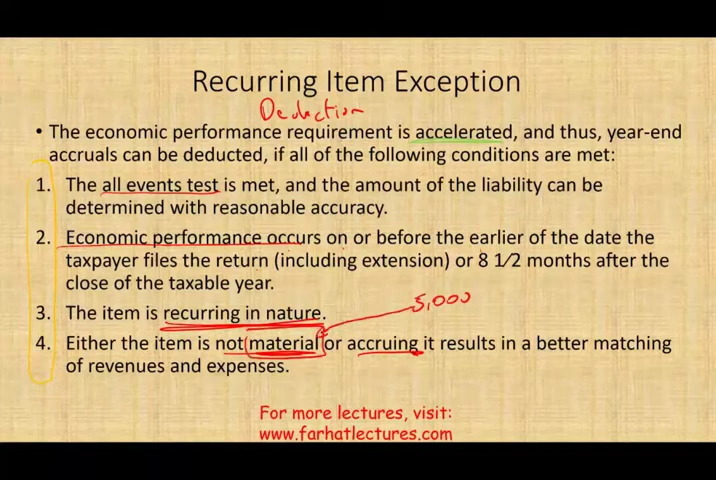 Recurring Item Exception
Deduction
• The economic performance requirement is accelerated, and thus, year-end
accruals can be deducted, if all of the following conditions are met:
1. The all events test is met, and the amount of the liability can be
determined with reasonable accuracy.
2. Economic performance occurs on or before the earlier of the date the
taxpayer files the return (including extension) or 8 1/2 months after the
close of the taxable year.
5,000
3. The item is recurring in nature.
4. Either the item is not material or accruing it results in a better matching
of revenues and expenses.
For more lectures, visit:
www.farhatlectures.com